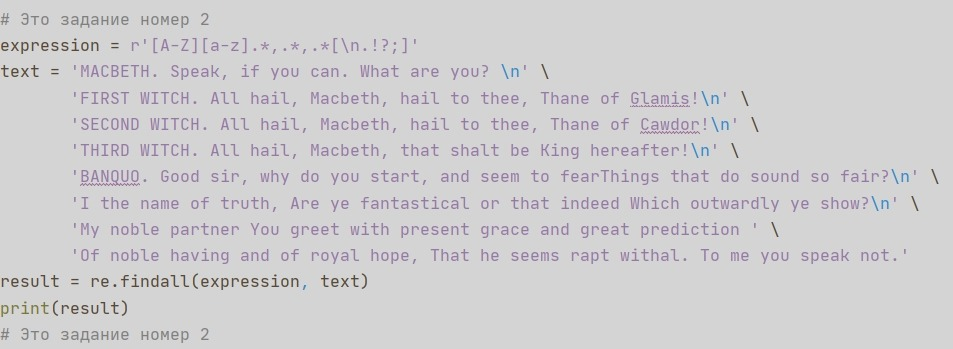 # Это задание номер 2
expression = r'[A-Z][a-z].*,.*,.*[\n.!?;]'
text = 'MACBETH. Speak, if you can. What are you? \n' \
'FIRST WITCH. All hail, Macbeth, hail to thee, Thane of Glamis!\n' \
'SECOND WITCH. All hail, Macbeth, hail to thee, Thane of Cawdor!\n' \
'THIRD WITCH. All hail, Macbeth, that shalt be King hereafter!\n' \
'BANQUO. Good sir, why do you start, and seem to fearThings that do sound so fair?\n' \
'I the name of truth, Are ye fantastical or that indeed Which outwardly ye show?\n' \
'My noble partner You greet with present grace and great prediction ' \
'Of noble having and of royal hope, That he seems rapt withal. To me you speak not.'
result = re.findall(expression, text)
print(result)
# Это задание номер 2